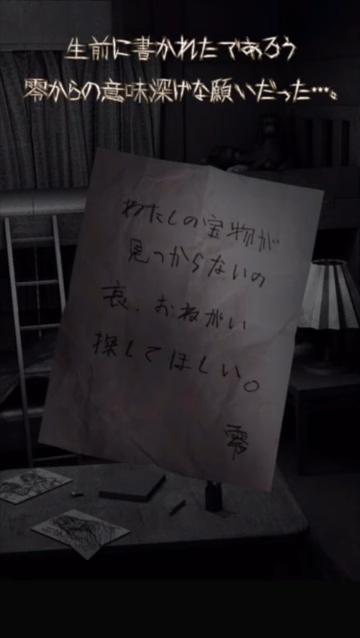 生前に書かれたであろう
零からの意味深げな願いだった…。
わたしの宝物が
見つからないの
哀、おねがい
探してほしい。
零